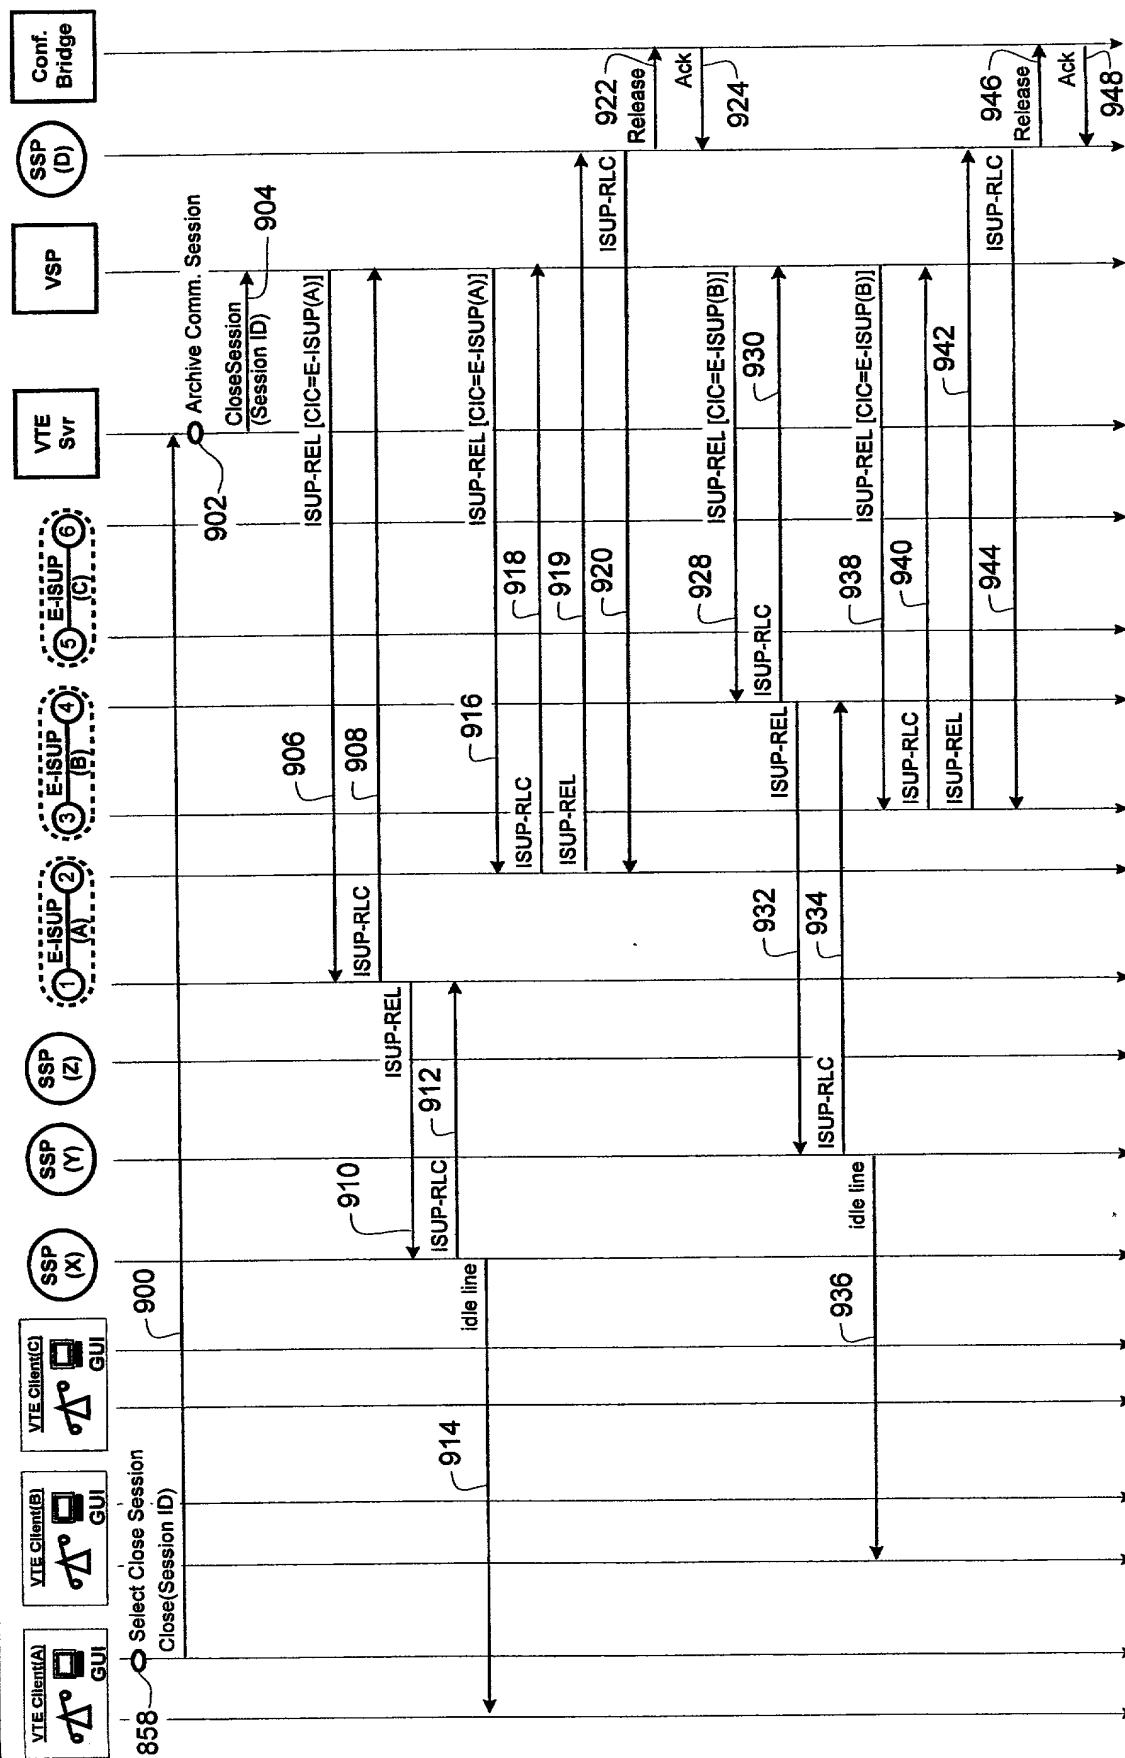 VTE Client(A)
GUI
VTE Client(B)
GUI
VTE Client(C)
GUI
SSP
(X)
SSP
(Y)
SSP
(Z)
1
E-ISUP
(A)
2
3
E-ISUP
(B)
4
5
E-ISUP
(C)
6
VTE
Svr
VSP
SSP
(D)
Conf.
Bridge
858
Select Close Session
Close(Session ID)
900
902
Archive Comm. Session
CloseSession
(Session ID)
904
ISUP-REL [CIC=E-ISUP(A)]
906
ISUP-RLC
908
ISUP-REL
910
ISUP-RLC
912
idle line
914
ISUP-REL [CIC=E-ISUP(A)]
916
ISUP-RLC
918
ISUP-REL
919
ISUP-RLC
920
Release
922
Ack
924
ISUP-REL [CIC=E-ISUP(B)]
928
ISUP-RLC
930
ISUP-REL
932
ISUP-RLC
934
idle line
936
ISUP-REL [CIC=E-ISUP(B)]
938
ISUP-RLC
940
ISUP-REL
942
ISUP-RLC
944
Release
946
Ack
948